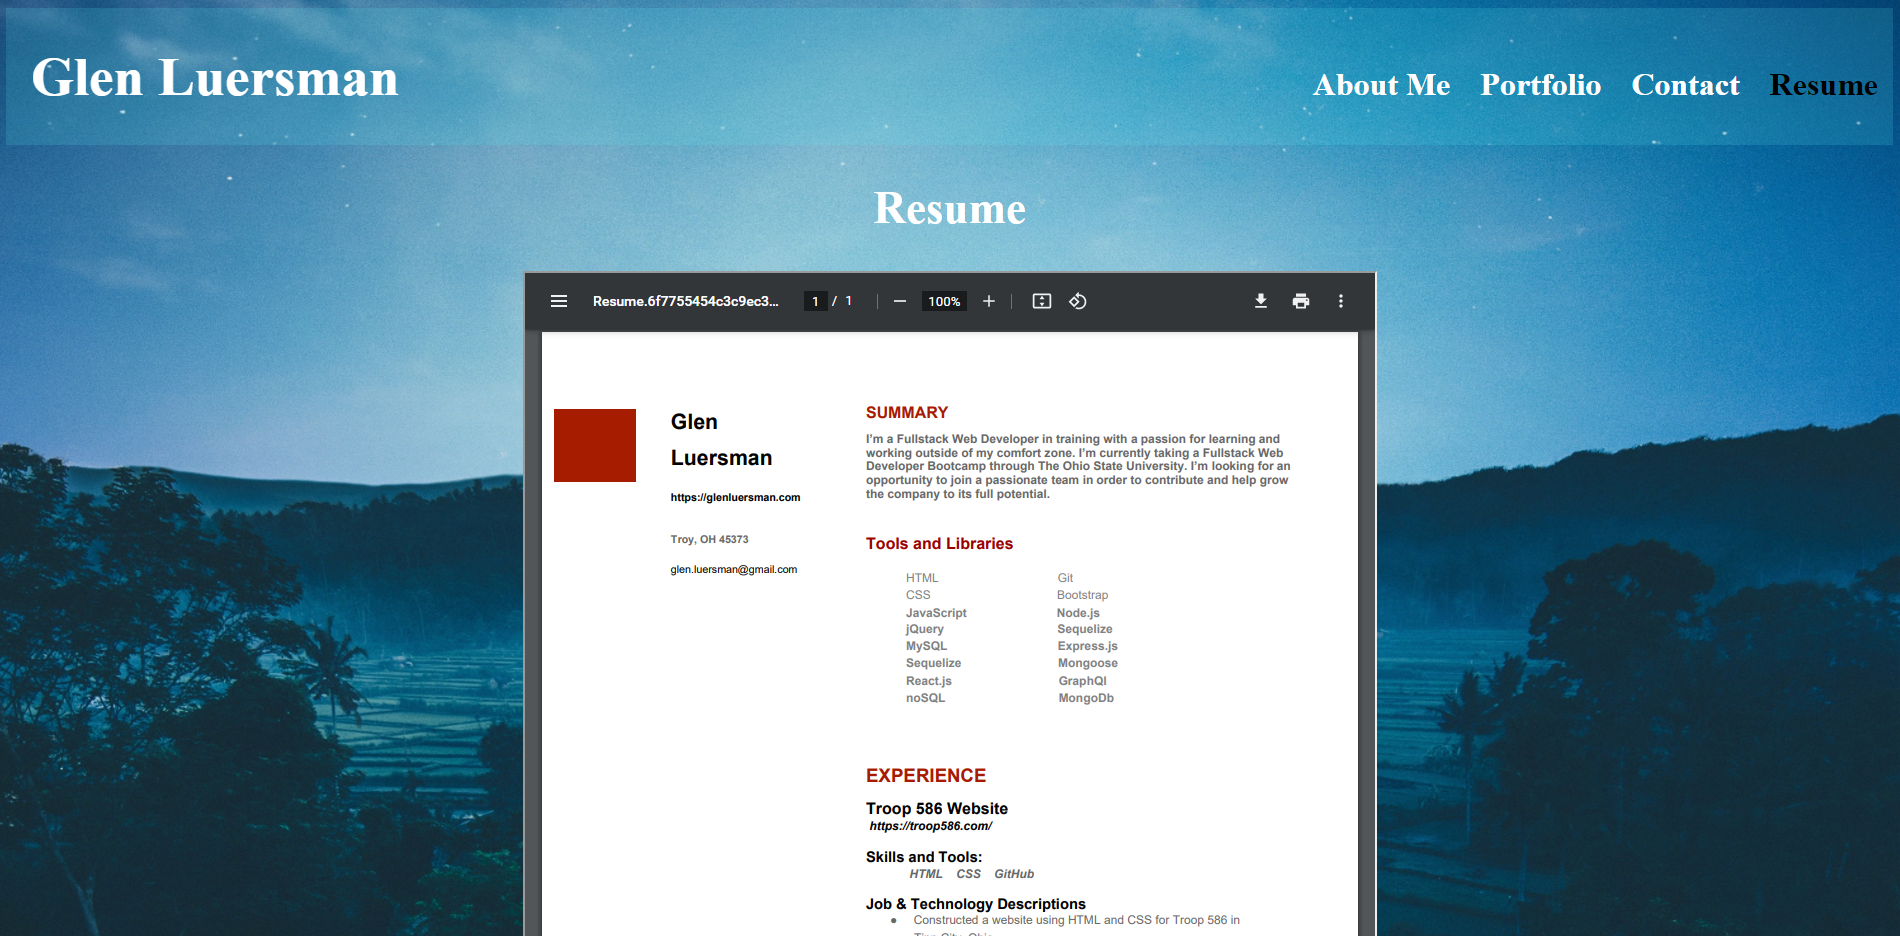 Glen Luersman
About Me Portfolio Contact Resume
Resume
Resume.6f7755454c3c9ec3... 1 / 1 100%
Glen
Luersman
https://glenluersman.com
Troy, OH 45373
glen.luersman@gmail.com
SUMMARY
I'm a Fullstack Web Developer in training with a passion for learning and
working outside of my comfort zone. I'm currently taking a Fullstack Web
Developer Bootcamp through The Ohio State University. I'm looking for an
opportunity to join a passionate team in order to contribute and help grow
the company to its full potential.
Tools and Libraries
HTML Git
CSS Bootstrap
JavaScript Node.js
jQuery Sequelize
MySQL Express.js
Sequelize Mongoose
React.js GraphQl
noSQL MongoDb
EXPERIENCE
Troop 586 Website
https://troop586.com/
Skills and Tools:
HTML CSS GitHub
Job & Technology Descriptions
● Constructed a website using HTML and CSS for Troop 586 in